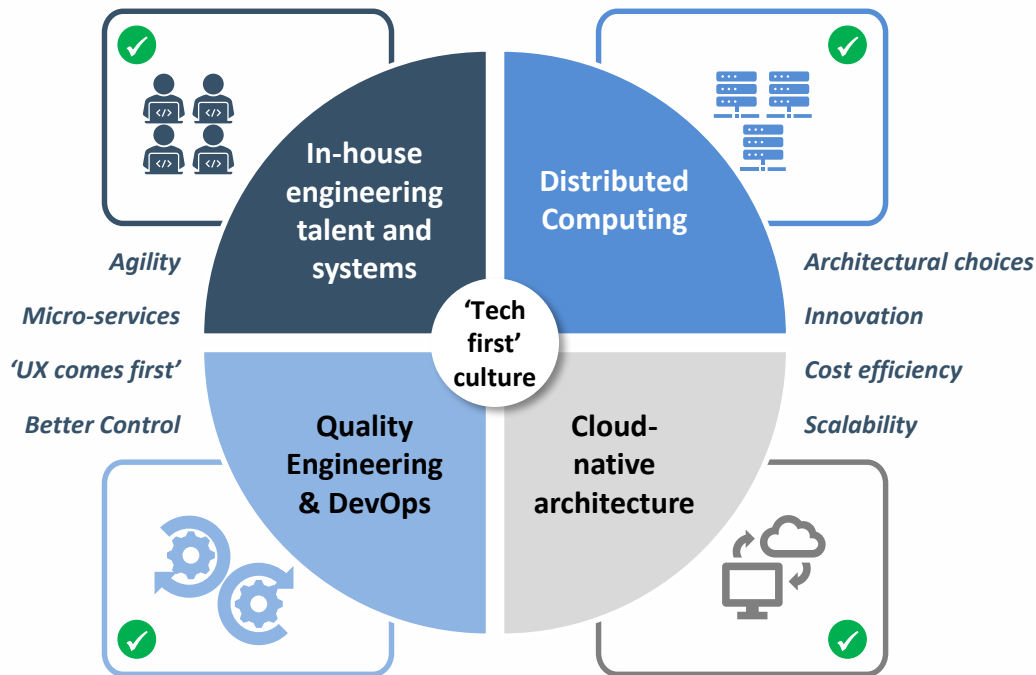 In-house
engineering
talent and
systems
Distributed
Computing
Agility
Micro-services
‘UX comes first’
Better Control
‘Tech
first’
culture
Architectural choices
Innovation
Cost efficiency
Scalability
Quality
Engineering
& DevOps
Cloud-
native
architecture